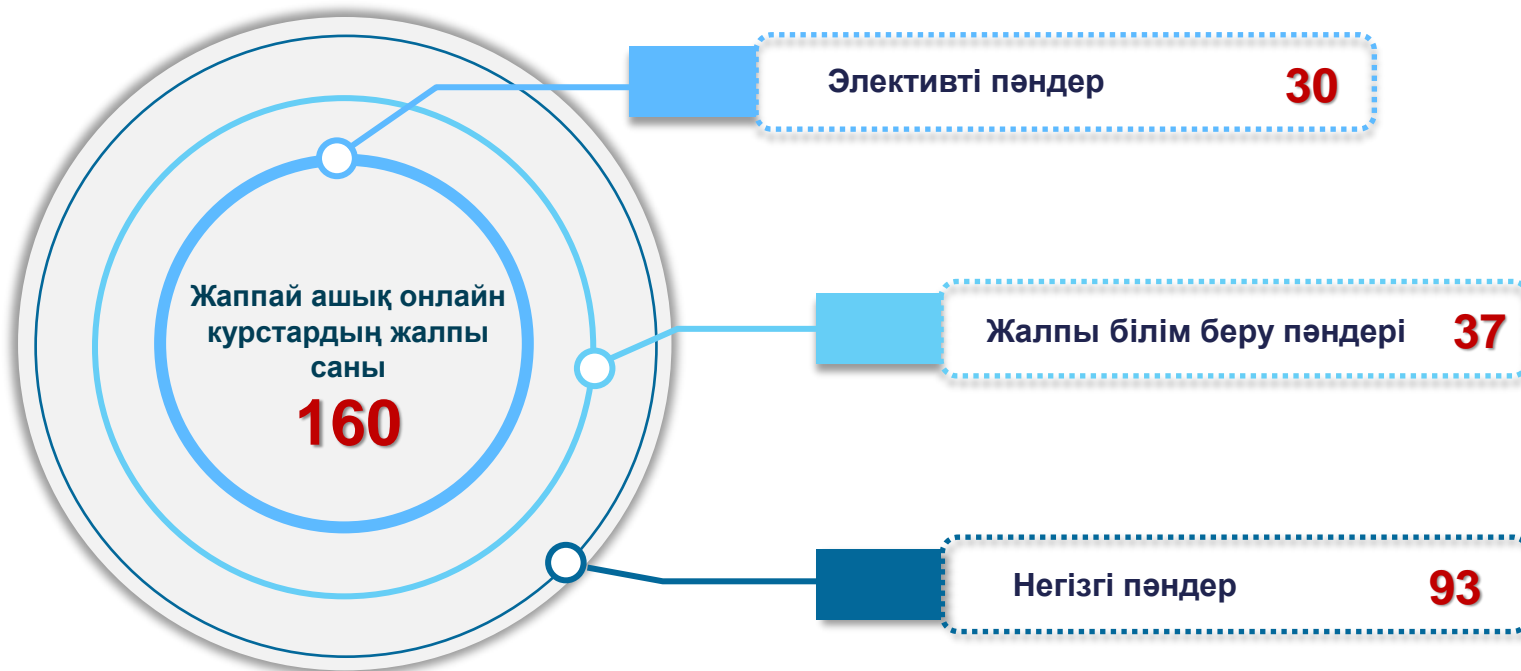 Элективті пәндер 30
Жаппай ашық онлайн
курстардың жалпы
саны
160
Жалпы білім беру пәндері 37
Негізгі пәндер 93